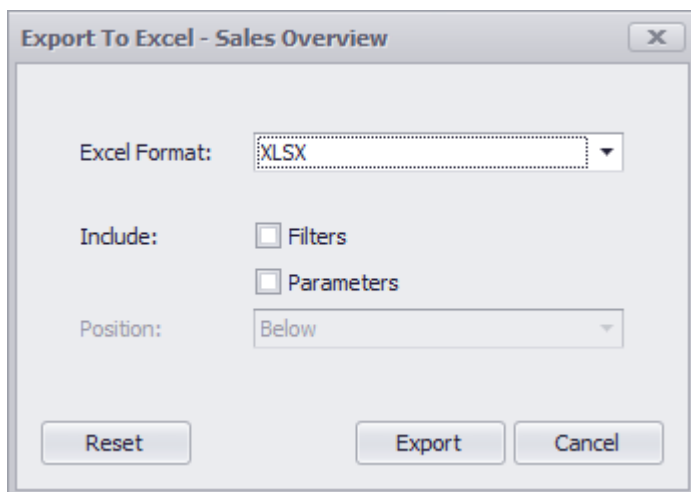 Export To Excel - Sales Overview
Excel Format: XLSX
Include: Filters
Parameters
Position: Below
Reset Export Cancel